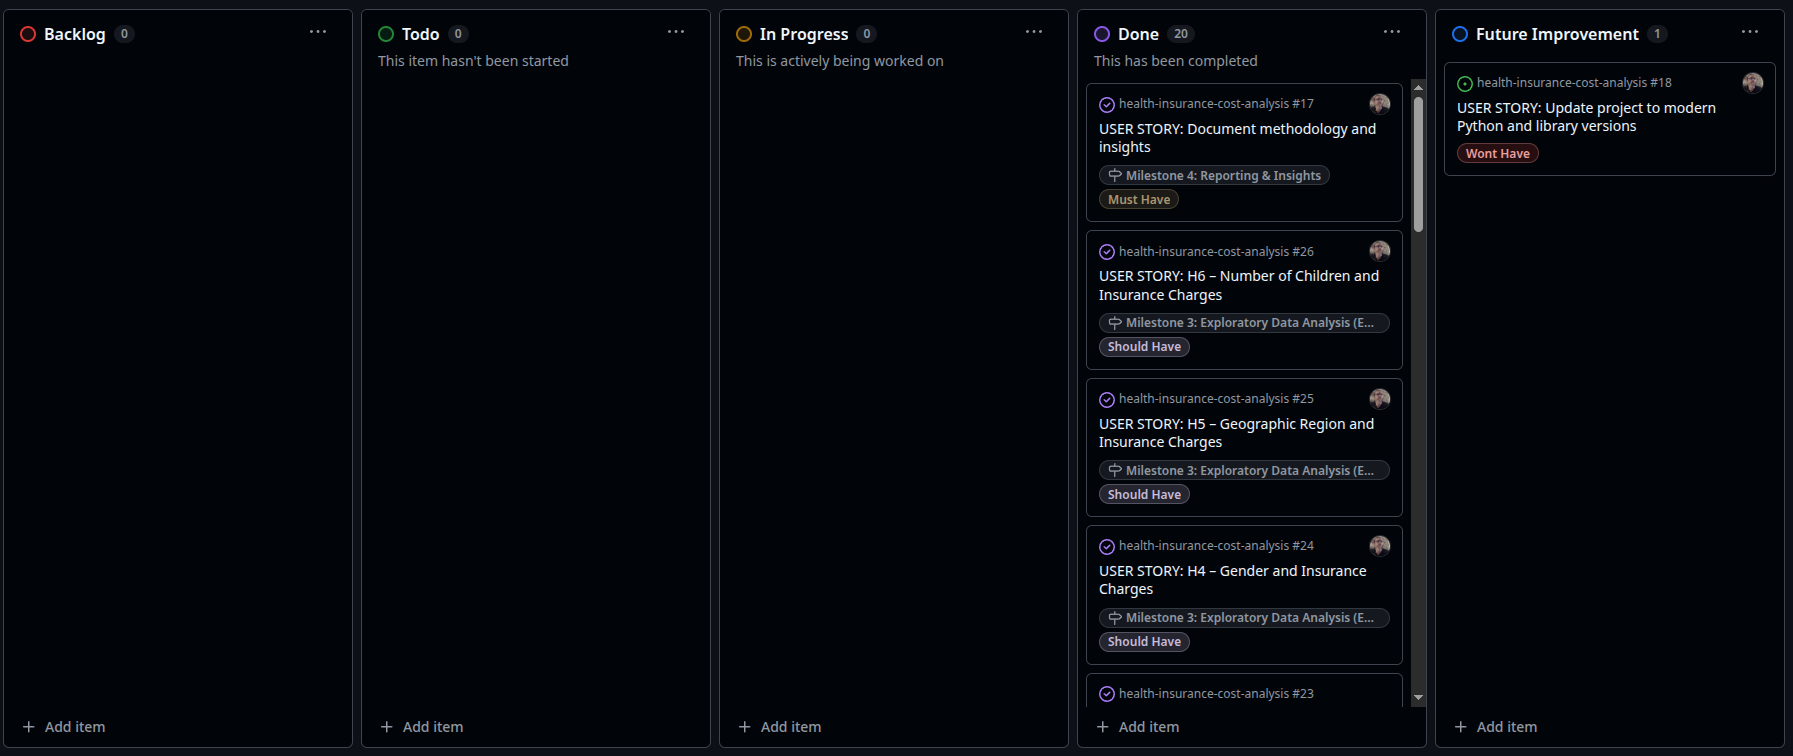 Backlog 0 ...
Todo 0 ...
This item hasn't been started
In Progress 0 ...
This is actively being worked on
Done 20 ...
This has been completed
health-insurance-cost-analysis #17
USER STORY: Document methodology and
insights
Milestone 4: Reporting & Insights
Must Have
health-insurance-cost-analysis #26
USER STORY: H6 – Number of Children and
Insurance Charges
Milestone 3: Exploratory Data Analysis (E...
Should Have
health-insurance-cost-analysis #25
USER STORY: H5 – Geographic Region and
Insurance Charges
Milestone 3: Exploratory Data Analysis (E...
Should Have
health-insurance-cost-analysis #24
USER STORY: H4 – Gender and Insurance
Charges
Milestone 3: Exploratory Data Analysis (E...
Should Have
health-insurance-cost-analysis #23
Future Improvement 1 ...
health-insurance-cost-analysis #18
USER STORY: Update project to modern
Python and library versions
Wont Have
+ Add item
+ Add item
+ Add item
+ Add item
+ Add item